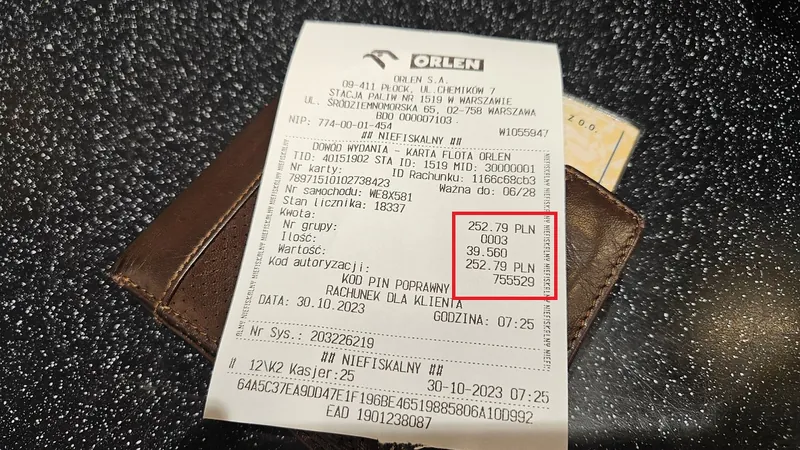 ORLEN
ORLEN S.A.
09-411 PŁOCK, UL.CHEMIKÓW 7
STACJA PALIW NR 1519 W WARSZAWIE
UL. ŚRÓDZIEMNOMORSKA 65, 02-758 WARSZAWA
BDO 000007103
NIP: 774-00-01-454 W1055947
## NIEFISKALNY ##
DOWÓD WYDANIA - KARTA FLOTA ORLEN
TID: 40151902 STA ID: 1519 MID: 30000001
ID Rachunku: 1166c68cb3
Nr karty: Ważna do: 06/28
78971510102738423
Nr samochodu: WE8X581
Stan licznika: 18337
Kwota: 252.79 PLN
Nr grupy: 0003
Ilość: 39.560
Wartość: 252.79 PLN
Kod autoryzacji: 755529
KOD PIN POPRAWNY
RACHUNEK DLA KLIENTA
DATA: 30.10.2023 GODZINA: 07:25
Nr Sys.: 203226219
## NIEFISKALNY ##
# 12\K2 Kasjer:25 30-10-2023 07:25
64A5C37EA9DD47E1F196BE46519885806A10D992
EAD 1901238087
Z O.O.